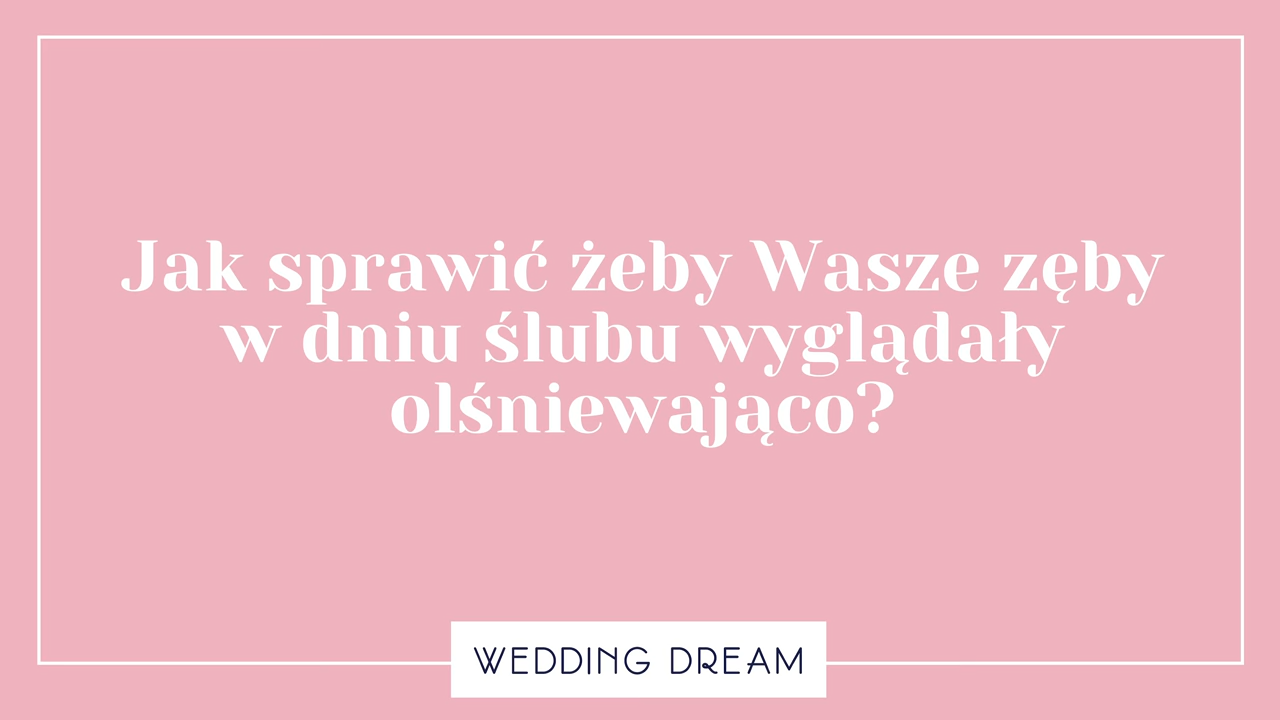 Jak sprawić żeby Wasze zęby
w dniu ślubu wyglądały
olśniewająco?
WEDDING DREAM